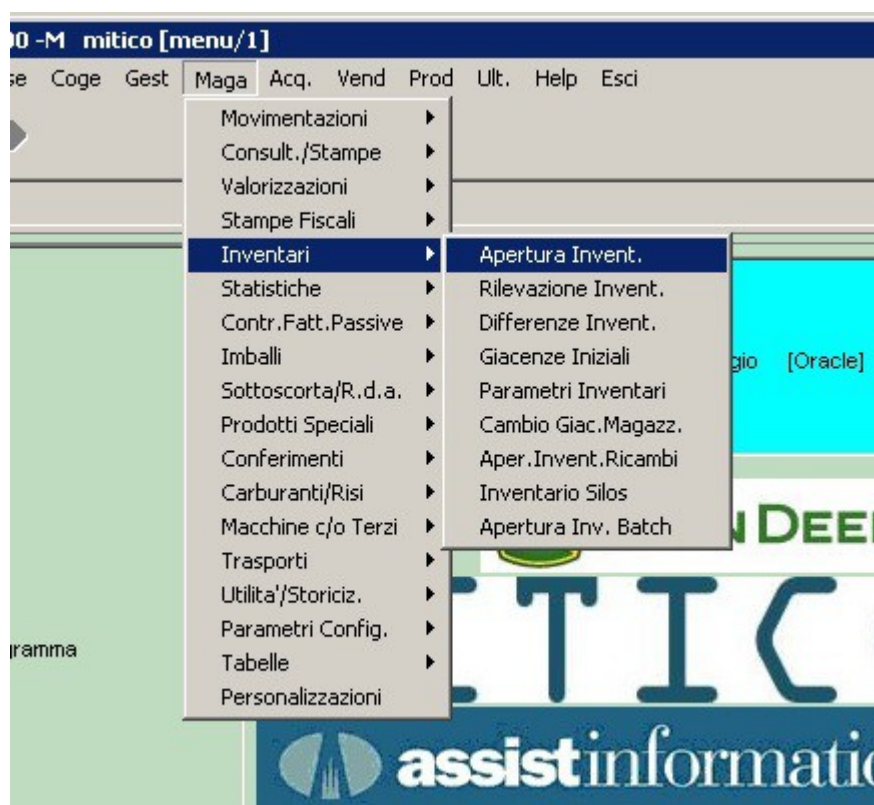 00 -M mitico [menu/1]
se Coge Gest Maga Acq. Vend Prod Ult. Help Esci
Movimentazioni
Consult./Stampe
Valorizzazioni
Stampe Fiscali
Inventari
Statistiche
Contr.Fatt.Passive
Imballi
Sottoscorta/R.d.a.
Prodotti Speciali
Conferimenti
Carburanti/Risi
Macchine c/o Terzi
Trasporti
Utilita'/Storiciz.
Parametri Config.
Tabelle
Personalizzazioni
Apertura Invent.
Rilevazione Invent.
Differenze Invent.
Giacenze Iniziali
Parametri Inventari
Cambio Giac.Magazz.
Aper.Invent.Ricambi
Inventario Silos
Apertura Inv. Batch
gio [Oracle]
N DEE
ITIC
gramma
assistinformatic